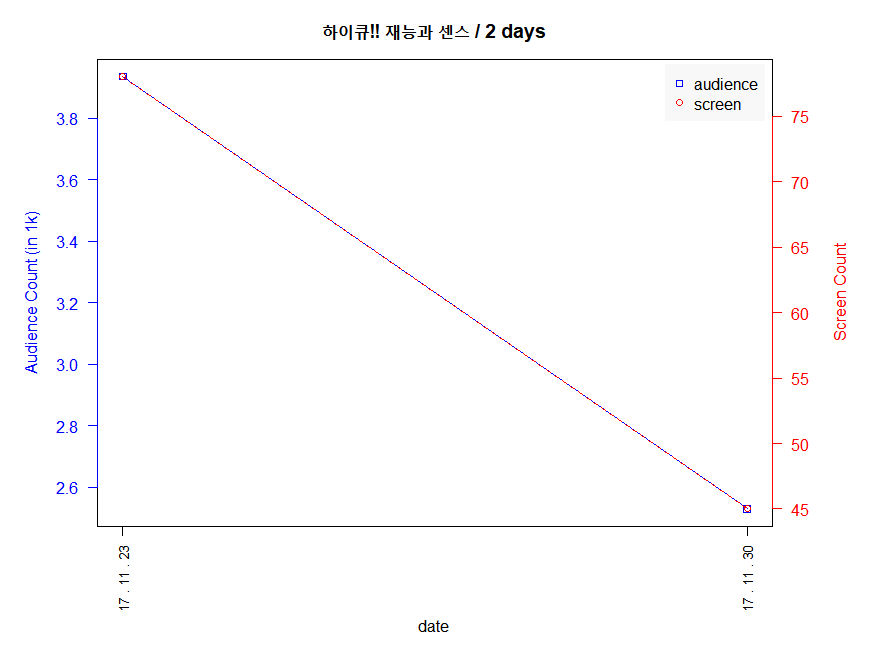 하이큐!! 재능과 센스 / 2 days
audience
screen
3.8
3.6
3.4
3.2
3.0
2.8
2.6
Audience Count (in 1k)
75
70
65
60
55
50
45
Screen Count
17 . 11 . 23
17 . 11 . 30
date